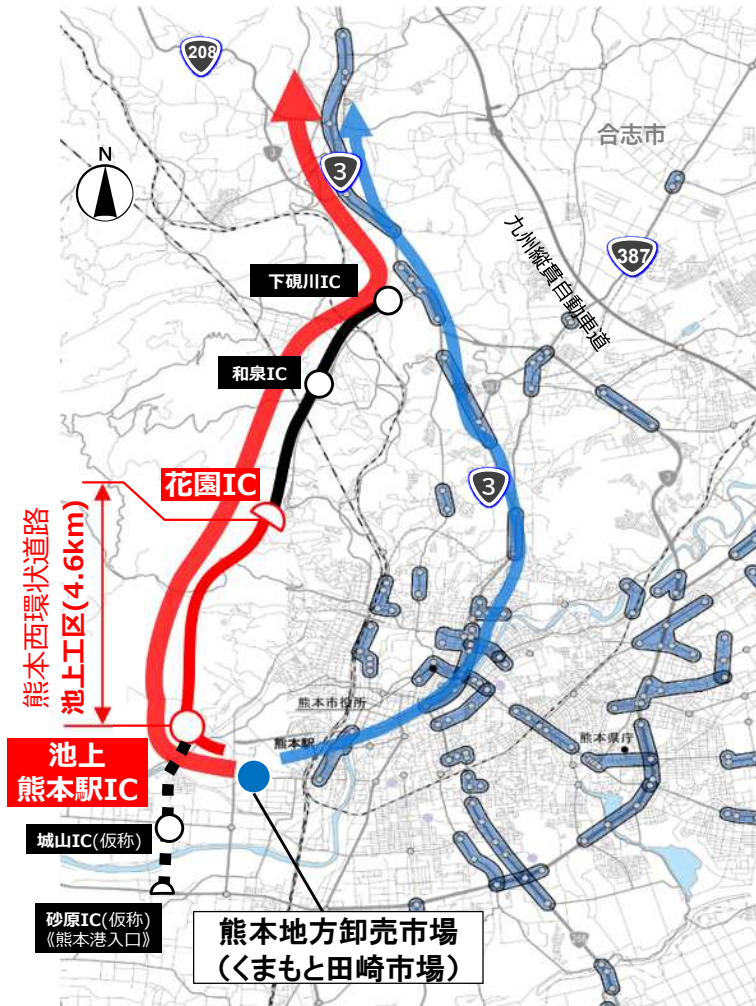 208
N
合志市
3
九州縦貫自動車道
387
下硯川IC
和泉IC
花園IC
3
熊本西環状道路
池上工区(4.6km)
熊本市役所
熊本駅
熊本県庁
池上
熊本駅IC
城山IC(仮称)
砂原IC(仮称)
《熊本港入口》
熊本地方卸売市場
（くまもと田崎市場）